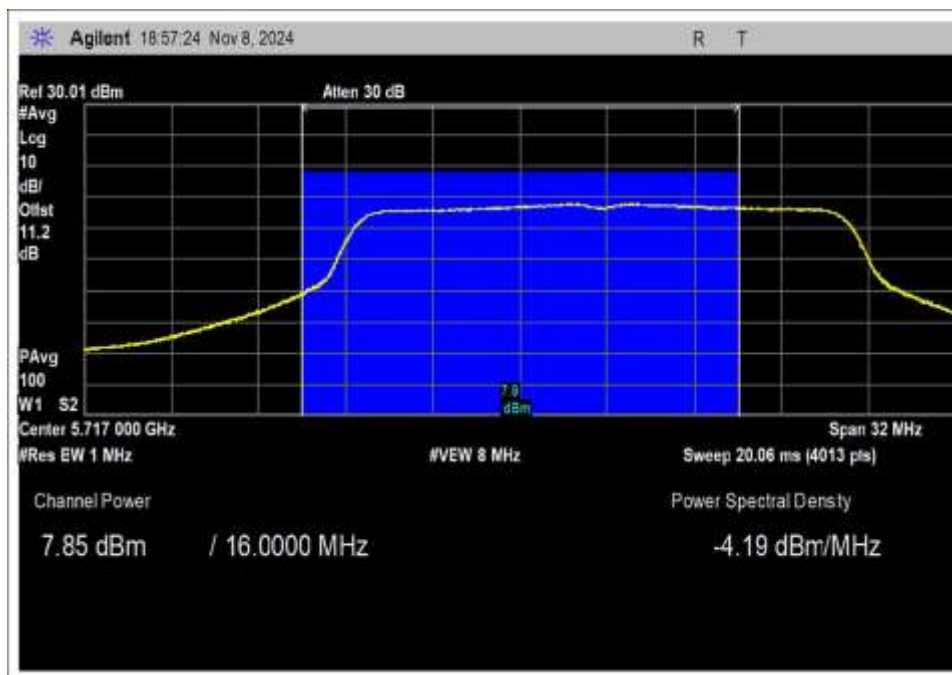 Agilent 18:57:24 Nov 8, 2024 R T
Ref 30.01 dBm Atten 30 dB
#Avg
Log
10
dB/
Offst
11.2
dB
PAvg
100
W1 S2
7.8
dBm
Center 5.717 000 GHz Span 32 MHz
#Res BW 1 MHz #VBW 8 MHz Sweep 20.06 ms (4013 pts)
Channel Power Power Spectral Density
7.85 dBm / 16.0000 MHz -4.19 dBm/MHz